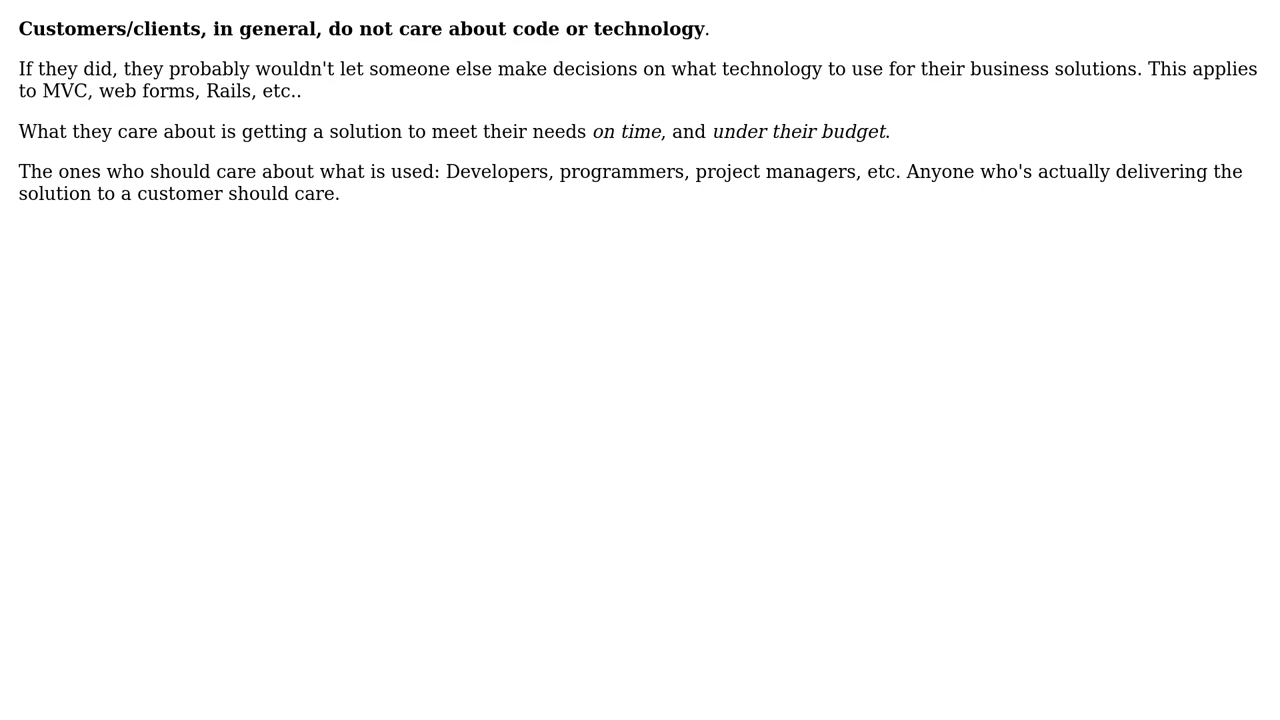 Customers/clients, in general, do not care about code or technology.
If they did, they probably wouldn't let someone else make decisions on what technology to use for their business solutions. This applies
to MVC, web forms, Rails, etc..
What they care about is getting a solution to meet their needs on time, and under their budget.
The ones who should care about what is used: Developers, programmers, project managers, etc. Anyone who's actually delivering the
solution to a customer should care.